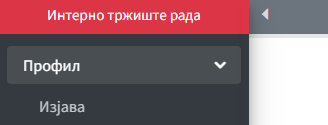 Интерно тржиште рада
Профил
Изјава